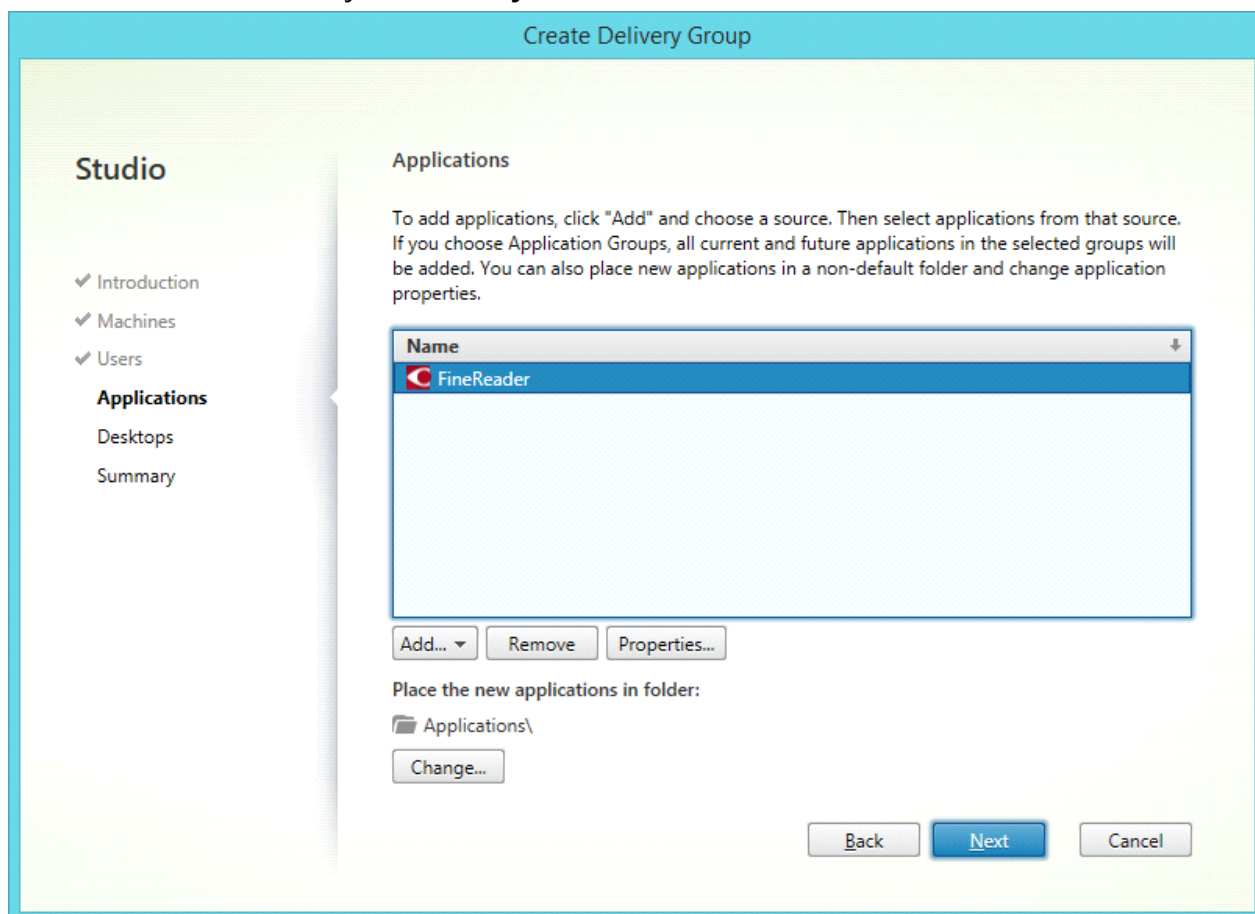 Create Delivery Group
Studio
Introduction
Machines
Users
Applications
Desktops
Summary
Applications
To add applications, click "Add" and choose a source. Then select applications from that source.
If you choose Application Groups, all current and future applications in the selected groups will
be added. You can also place new applications in a non-default folder and change application
properties.
Name
FineReader
Add...
Remove
Properties...
Place the new applications in folder:
Applications\
Change...
Back
Next
Cancel